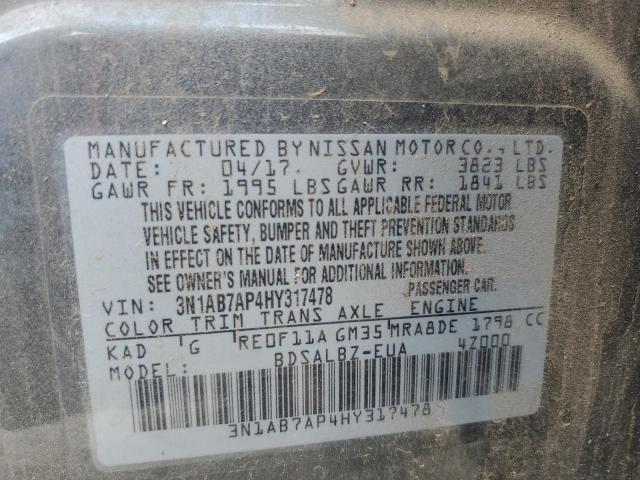 MANUFACTURED BY NISSAN MOTOR CO., LTD.
DATE: 04/17 GVWR: 3823 LBS
GAWR FR: 1995 LBS GAWR RR: 1841 LBS
THIS VEHICLE CONFORMS TO ALL APPLICABLE FEDERAL MOTOR
VEHICLE SAFETY, BUMPER AND THEFT PREVENTION STANDARDS
IN EFFECT ON THE DATE OF MANUFACTURE SHOWN ABOVE.
SEE OWNER'S MANUAL FOR ADDITIONAL INFORMATION.
VIN: 3N1AB7AP4HY317478 PASSENGER CAR.
COLOR TRIM TRANS AXLE ENGINE
KAD G RE0F11A GM35 MRA8DE 1798 CC
MODEL: BDSALBZ-EUA 4Z000
3N1AB7AP4HY317478